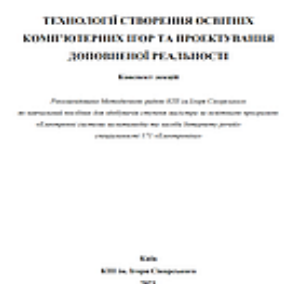 ТЕХНОЛОГІЇ СТВОРЕННЯ ОСВІТНІХ
КОМП'ЮТЕРНИХ ІГОР ТА ПРОЕКТУВАННЯ
ДОПОВНЕНОЇ РЕАЛЬНОСТІ
Конспект лекцій
Рекомендовано Методичною радою КПІ ім. Ігоря Сікорського
як навчальний посібник для здобувачів ступеня магістра за освітньою програмою
«Електронні системи мультимедіа та засоби Інтернету речей»
спеціальності 171 «Електроніка»
Київ
КПІ ім. Ігоря Сікорського